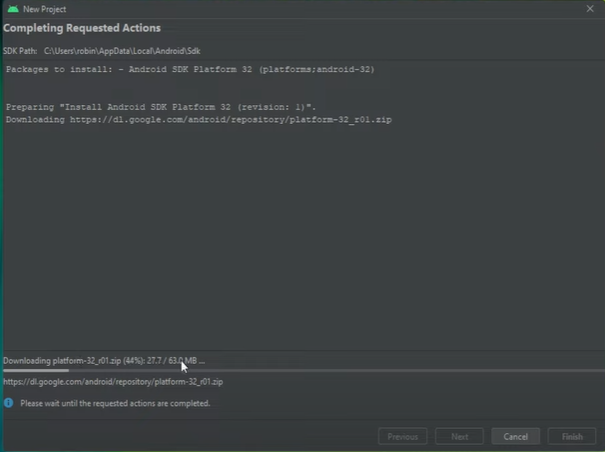 New Project
Completing Requested Actions
SDK Path: C:\Users\robin\AppData\Local\Android\Sdk
Packages to install: - Android SDK Platform 32 (platforms;android-32)
Preparing "Install Android SDK Platform 32 (revision: 1)".
Downloading https://dl.google.com/android/repository/platform-32_r01.zip
Downloading platform-32_r01.zip (44%): 27.7 / 63.0 MB ...
https://dl.google.com/android/repository/platform-32_r01.zip
Please wait until the requested actions are completed.
Previous Next Cancel Finish